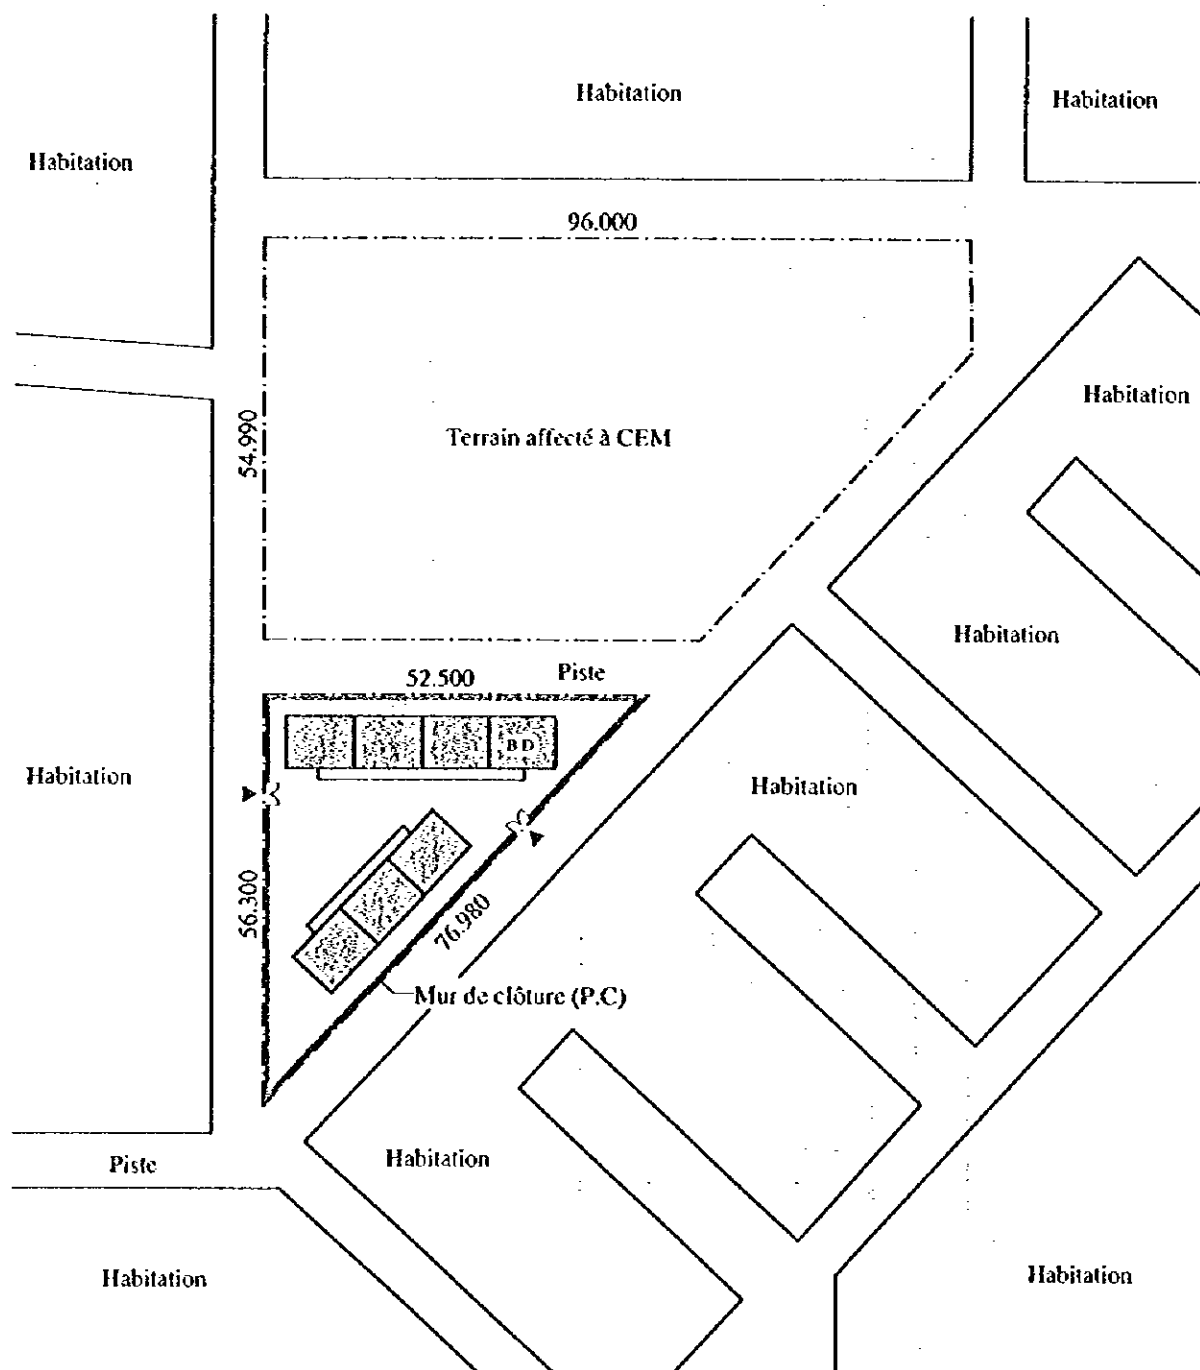 Habitation
Habitation
Habitation
96.000
Habitation
54.990
Terrain affecté à CEM
Habitation
Piste
52.500
BD
Habitation
Habitation
56.300
76.980
Mur de clôture (P.C)
Piste
Habitation
Habitation
Habitation